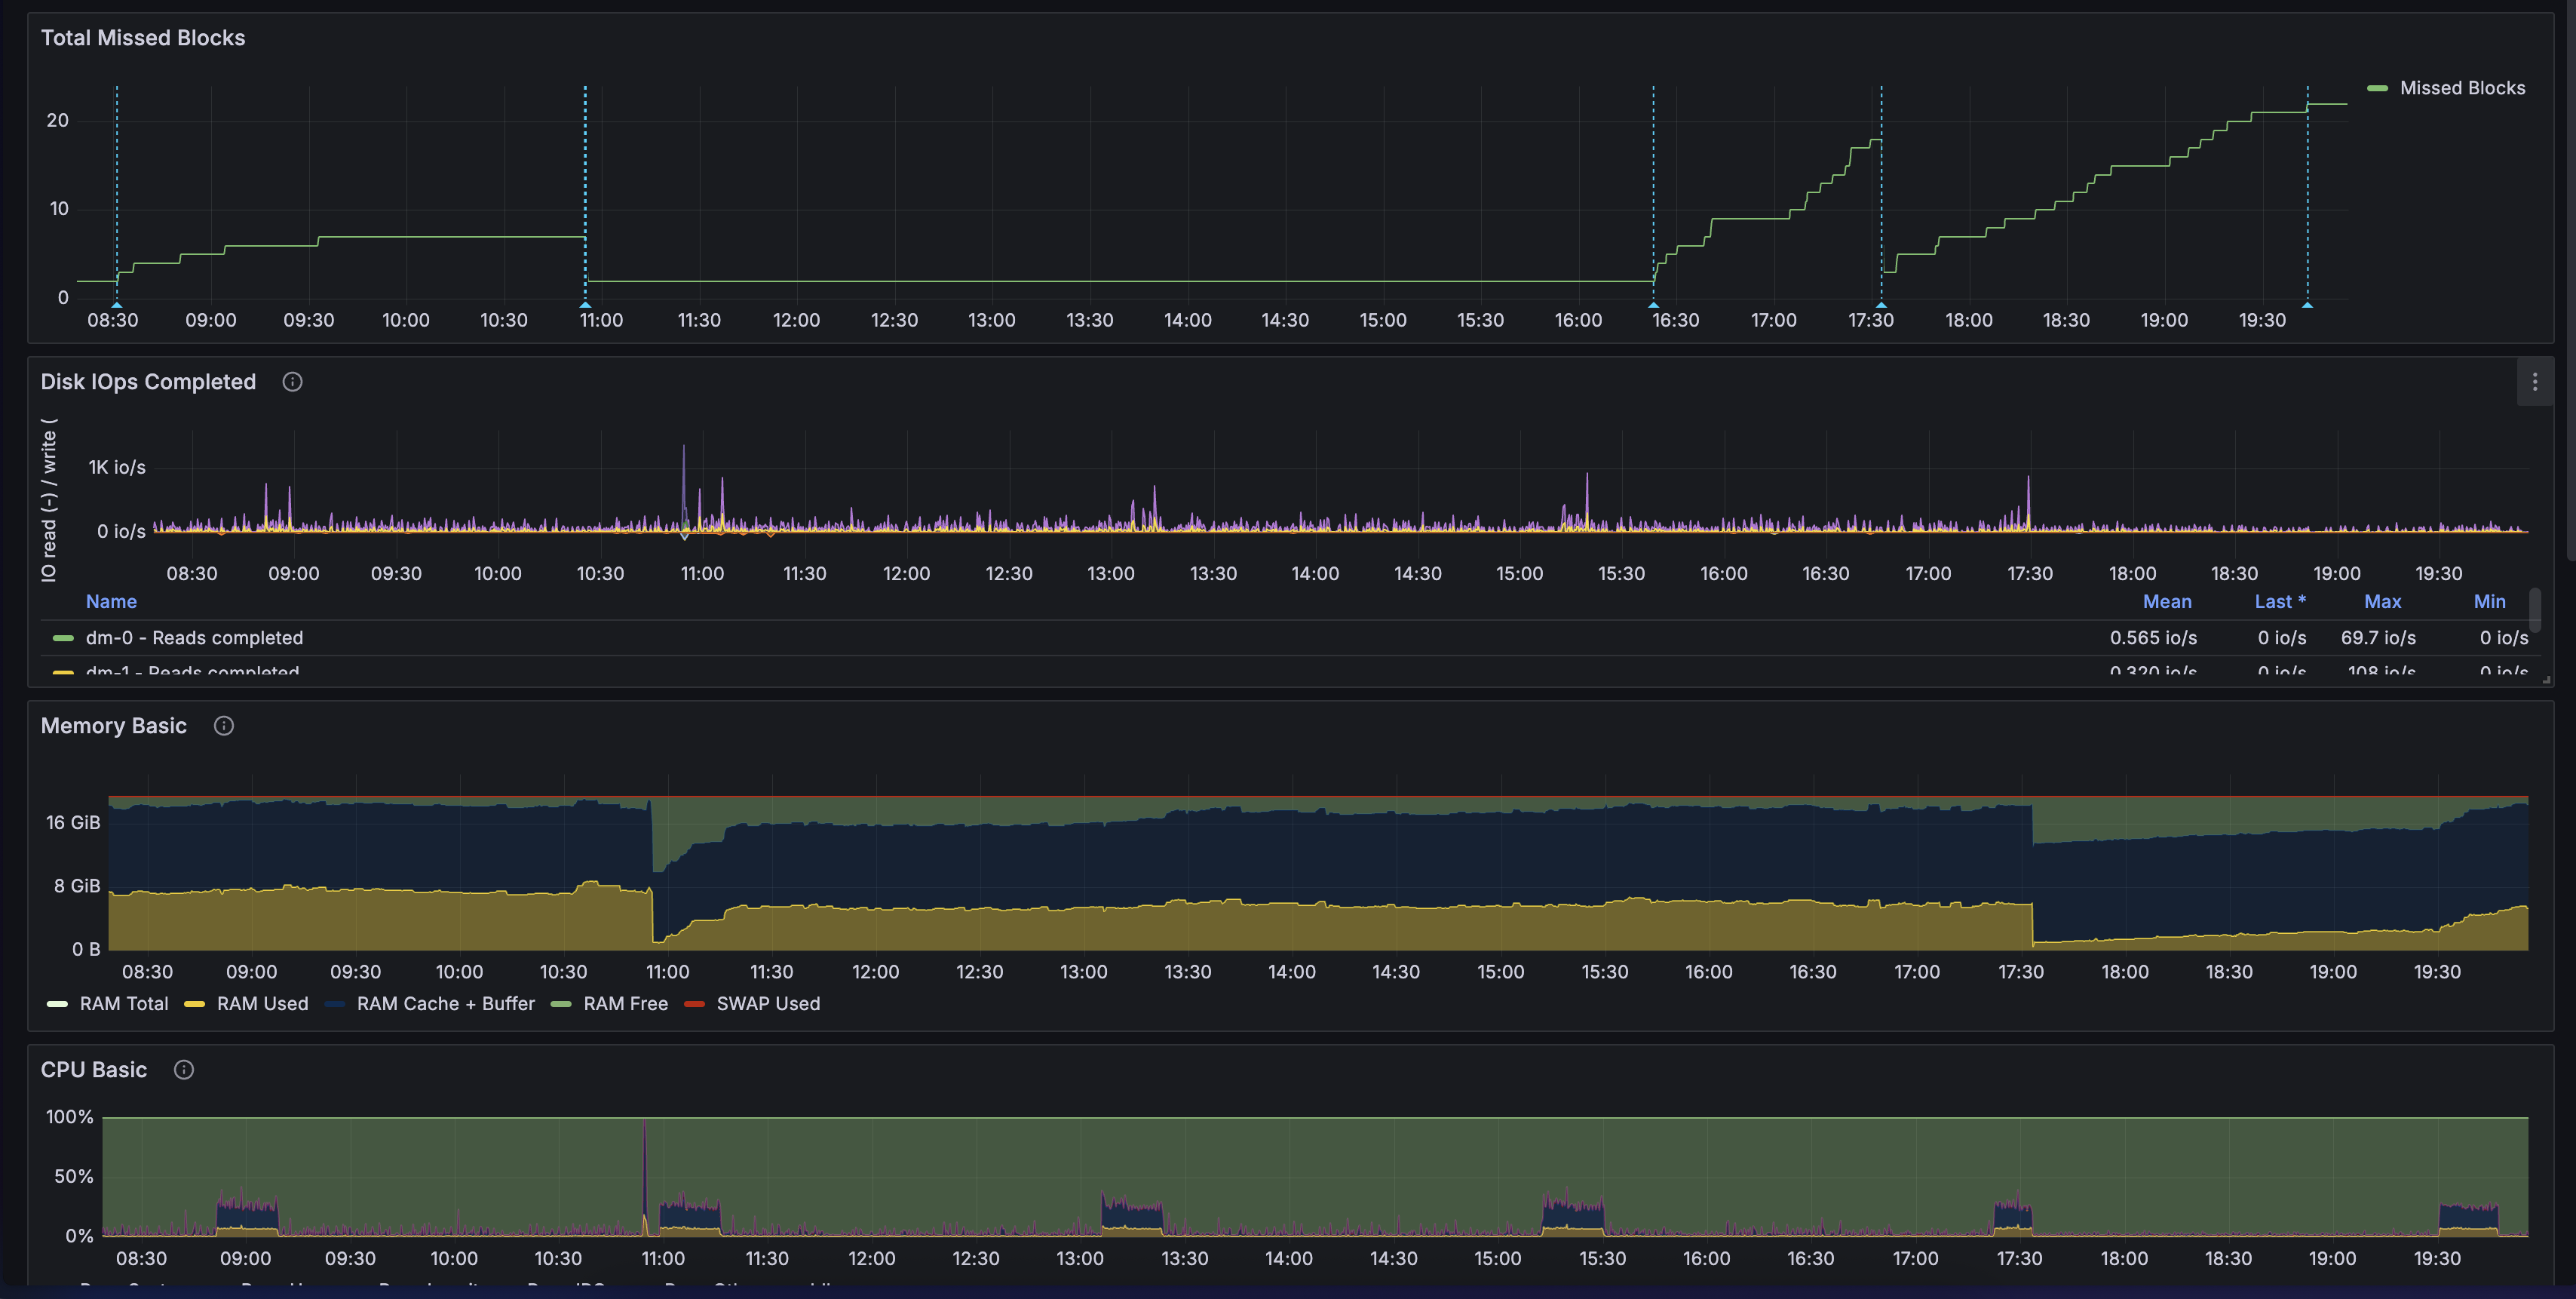 Total Missed Blocks
Missed Blocks
20
10
0
08:30 09:00 09:30 10:00 10:30 11:00 11:30 12:00 12:30 13:00 13:30 14:00 14:30 15:00 15:30 16:00 16:30 17:00 17:30 18:00 18:30 19:00 19:30
Disk IOps Completed
IO read (-) / write (
1K io/s
0 io/s
08:30 09:00 09:30 10:00 10:30 11:00 11:30 12:00 12:30 13:00 13:30 14:00 14:30 15:00 15:30 16:00 16:30 17:00 17:30 18:00 18:30 19:00 19:30
Name Mean Last * Max Min
dm-0 - Reads completed 0.565 io/s 0 io/s 69.7 io/s 0 io/s
dm-1 - Reads completed 0.320 io/s 0 io/s 108 io/s 0 io/s
Memory Basic
16 GiB
8 GiB
0 B
08:30 09:00 09:30 10:00 10:30 11:00 11:30 12:00 12:30 13:00 13:30 14:00 14:30 15:00 15:30 16:00 16:30 17:00 17:30 18:00 18:30 19:00 19:30
RAM Total RAM Used RAM Cache + Buffer RAM Free SWAP Used
CPU Basic
100%
50%
0%
08:30 09:00 09:30 10:00 10:30 11:00 11:30 12:00 12:30 13:00 13:30 14:00 14:30 15:00 15:30 16:00 16:30 17:00 17:30 18:00 18:30 19:00 19:30